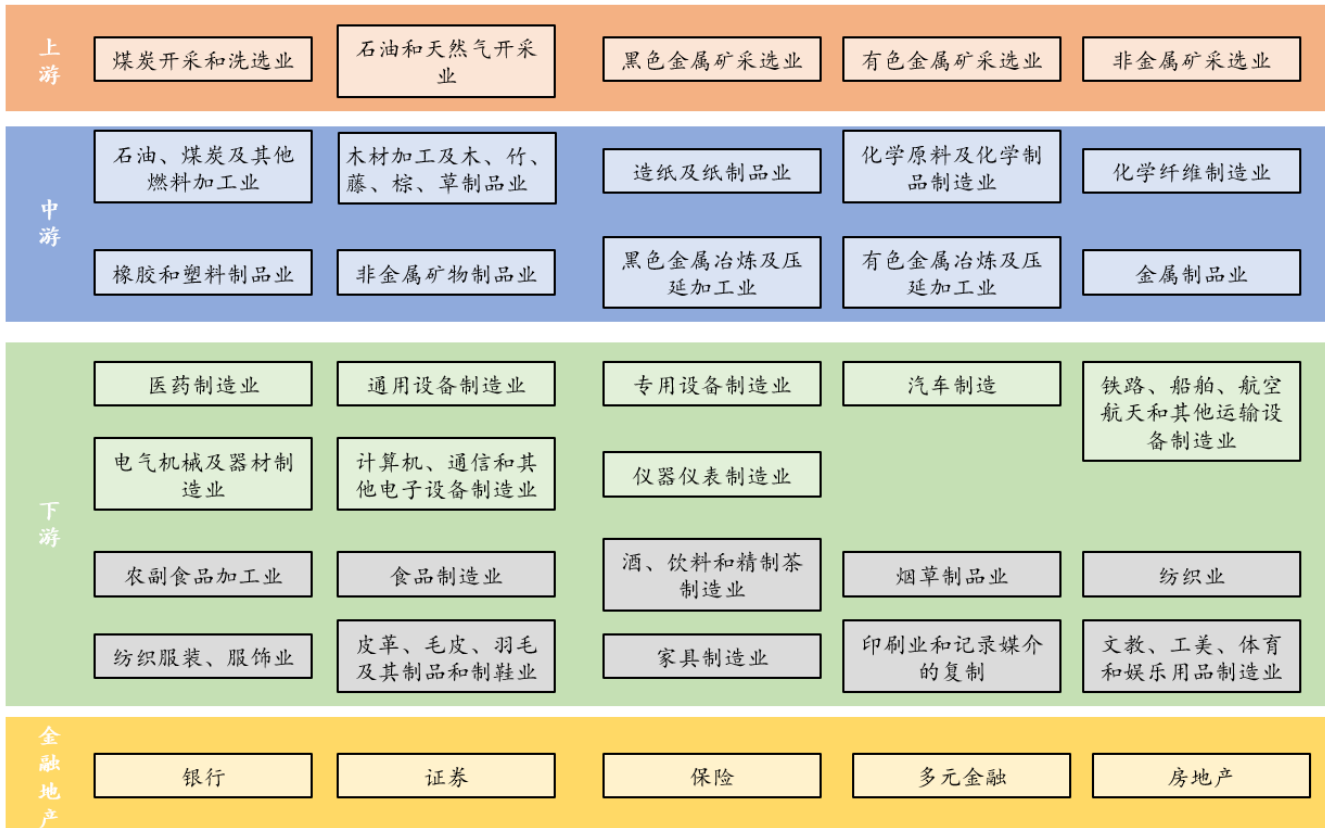 上
游
煤炭开采和洗选业
石油和天然气开采
业
黑色金属矿采选业
有色金属矿采选业
非金属矿采选业
中
游
石油、煤炭及其他
燃料加工业
木材加工及木、竹、
藤、棕、草制品业
造纸及纸制品业
化学原料及化学制
品制造业
化学纤维制造业
橡胶和塑料制品业
非金属矿物制品业
黑色金属冶炼及压
延加工业
有色金属冶炼及压
延加工业
金属制品业
下
游
医药制造业
通用设备制造业
专用设备制造业
汽车制造
铁路、船舶、航空
航天和其他运输设
备制造业
电气机械及器材制
造业
计算机、通信和其
他电子设备制造业
仪器仪表制造业
农副食品加工业
食品制造业
酒、饮料和精制茶
制造业
烟草制品业
纺织业
纺织服装、服饰业
皮革、毛皮、羽毛
及其制品和制鞋业
家具制造业
印刷业和记录媒介
的复制
文教、工美、体育
和娱乐用品制造业
金
融
地
产
银行
证券
保险
多元金融
房地产